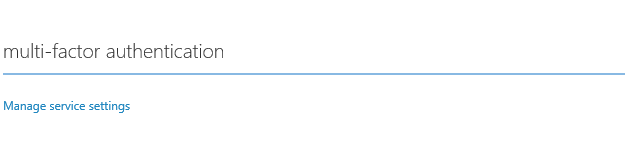 multi-factor authentication
Manage service settings